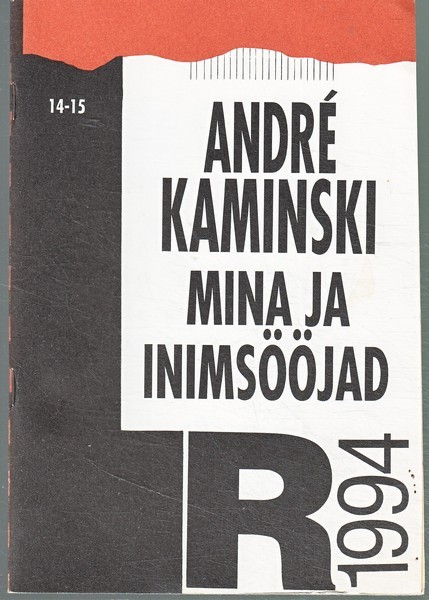 14-15
ANDRÉ
KAMINSKI
MINA JA
INIMSÖÖJAD
R
1994